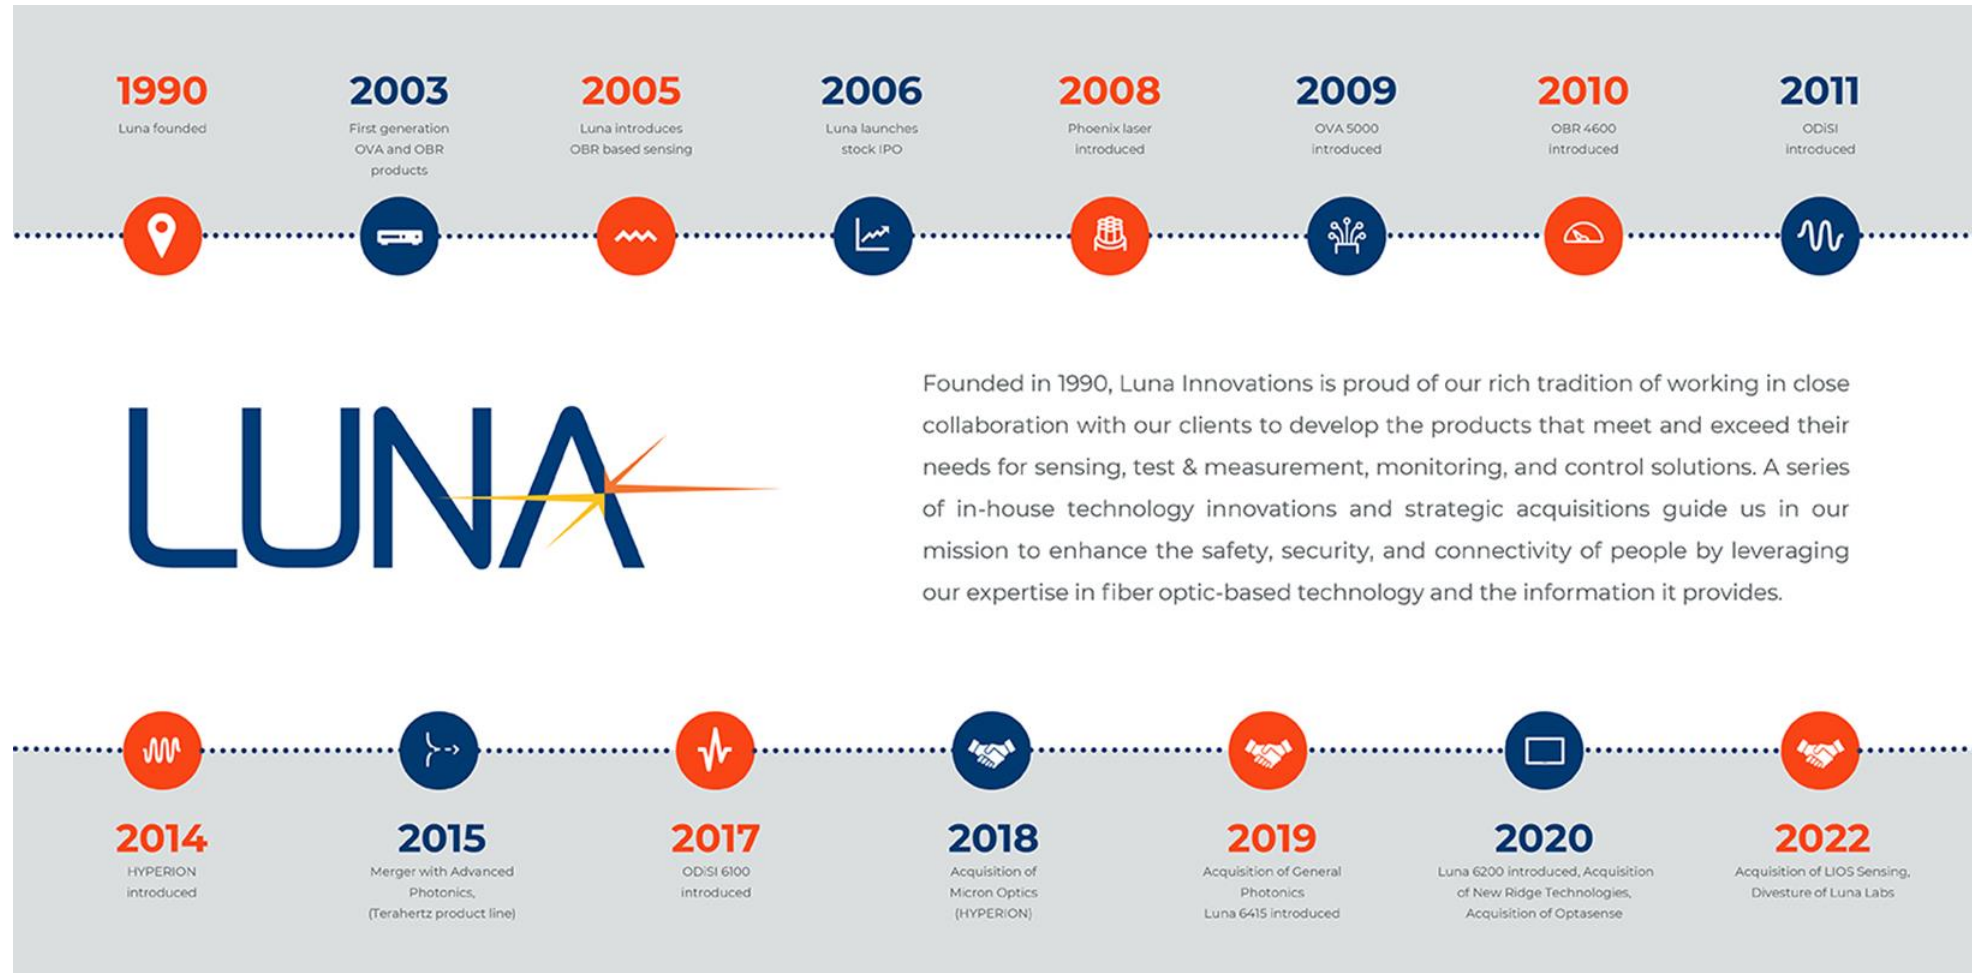 1990
Luna founded
2003
First generation
OVA and OBR
products
2005
Luna introduces
OBR based sensing
2006
Luna launches
stock IPO
2008
Phoenix laser
introduced
2009
OVA 5000
introduced
2010
OBR 4600
introduced
2011
ODiSI
introduced
LUNA
Founded in 1990, Luna Innovations is proud of our rich tradition of working in close
collaboration with our clients to develop the products that meet and exceed their
needs for sensing, test & measurement, monitoring, and control solutions. A series
of in-house technology innovations and strategic acquisitions guide us in our
mission to enhance the safety, security, and connectivity of people by leveraging
our expertise in fiber optic-based technology and the information it provides.
2014
HYPERION
introduced
2015
Merger with Advanced
Photonics,
(Terahertz product line)
2017
ODiSI 6100
introduced
2018
Acquisition of
Micron Optics
(HYPERION)
2019
Acquisition of General
Photonics
Luna 6415 introduced
2020
Luna 6200 introduced, Acquisition
of New Ridge Technologies,
Acquisition of Optasense
2022
Acquisition of LIOS Sensing,
Divesture of Luna Labs